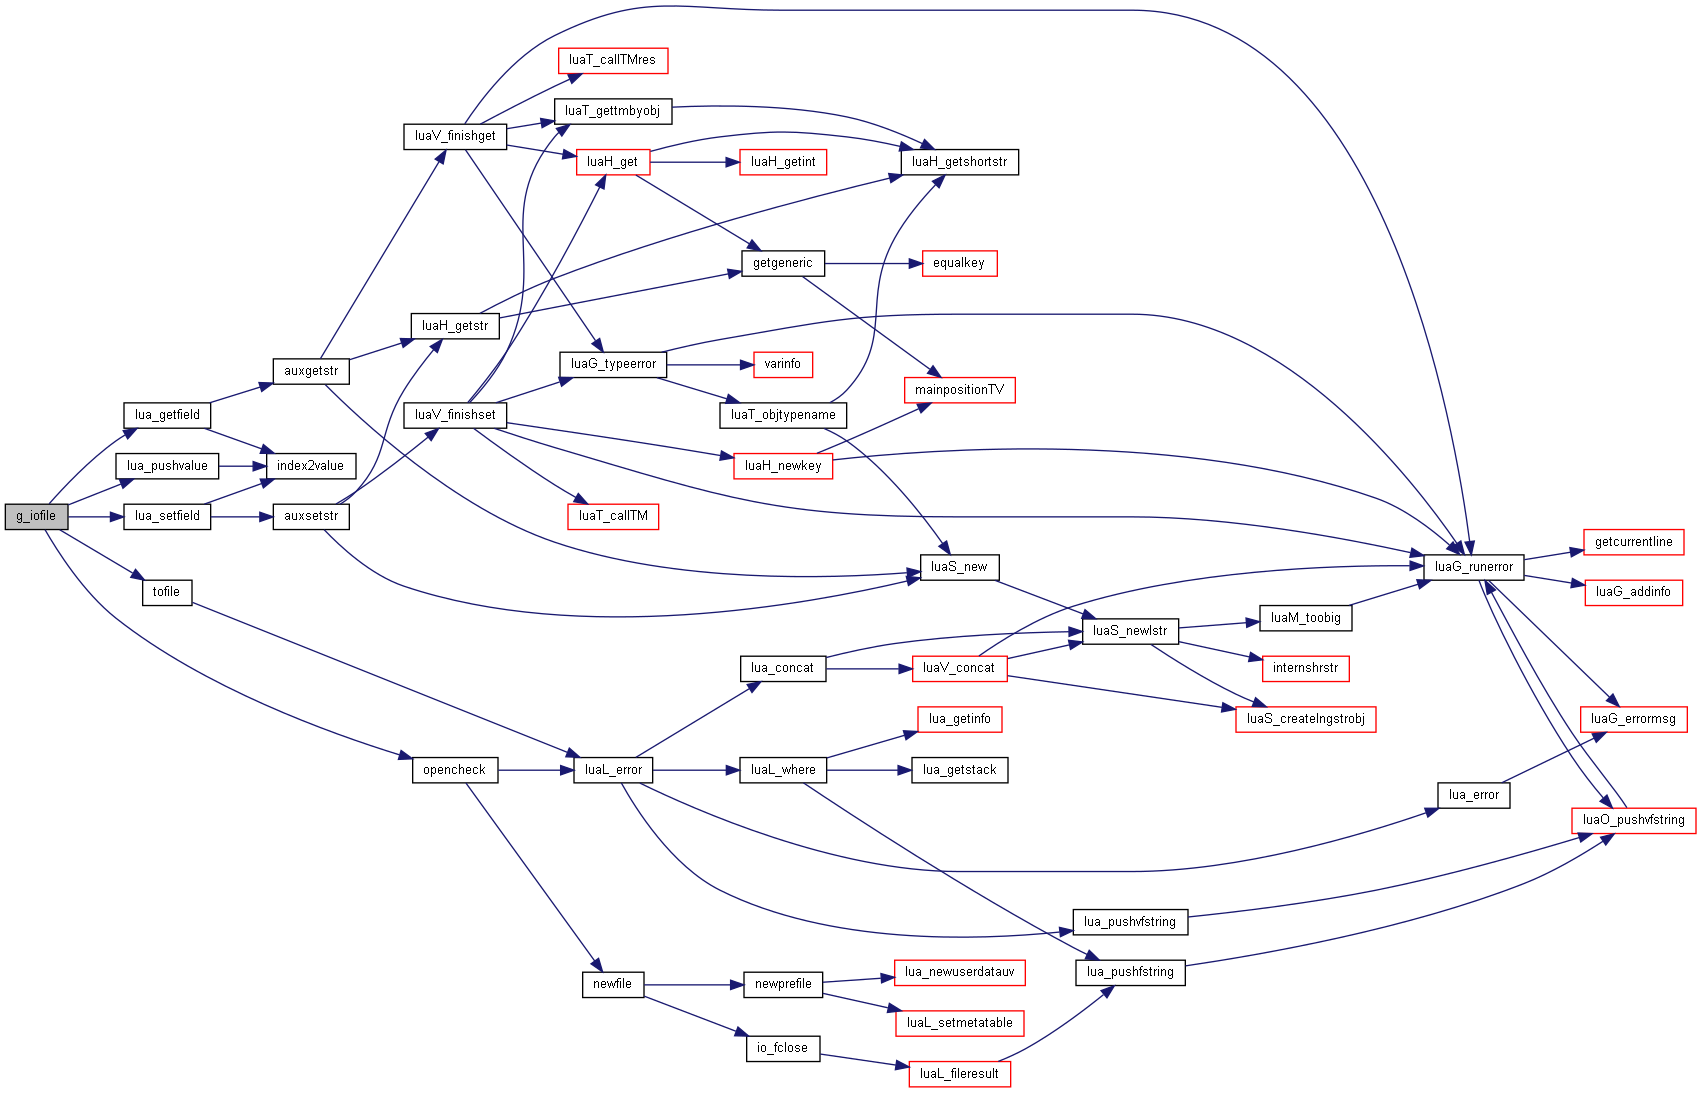 luaT_callTMres
luaT_gettmbyobj
luaV_finishget
luaH_get
luaH_getint
luaH_getshortstr
getgeneric
equalkey
luaH_getstr
luaG_typeerror
varinfo
auxgetstr
mainpositionTV
lua_getfield
luaV_finishset
luaT_objtypename
lua_pushvalue
index2value
luaH_newkey
g_iofile
lua_setfield
auxsetstr
luaT_callTM
getcurrentline
luaS_new
luaG_runerror
tofile
luaG_addinfo
luaM_toobig
luaS_newlstr
lua_concat
luaV_concat
internshrstr
lua_getinfo
luaS_createlngstrobj
luaG_errormsg
opencheck
luaL_error
luaL_where
lua_getstack
lua_error
luaO_pushvfstring
lua_pushvfstring
newfile
newprefile
lua_newuserdatauv
lua_pushfstring
luaL_setmetatable
io_fclose
luaL_fileresult